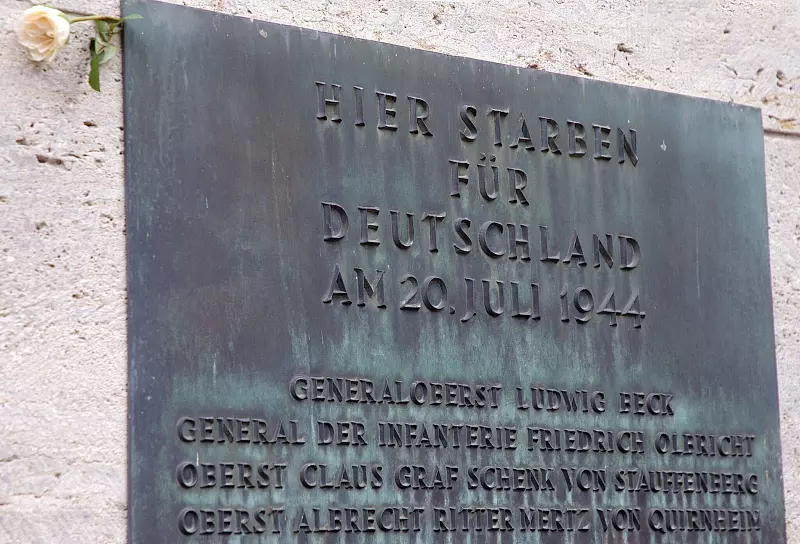 HIER STARBEN
FÜR
DEUTSCHLAND
AM 20. JULI 1944
GENERALOBERST LUDWIG BECK
GENERAL DER INFANTERIE FRIEDRICH OLBRICHT
OBERST CLAUS GRAF SCHENK VON STAUFFENBERG
OBERST ALBRECHT RITTER MERTZ VON QUIRNHEIM